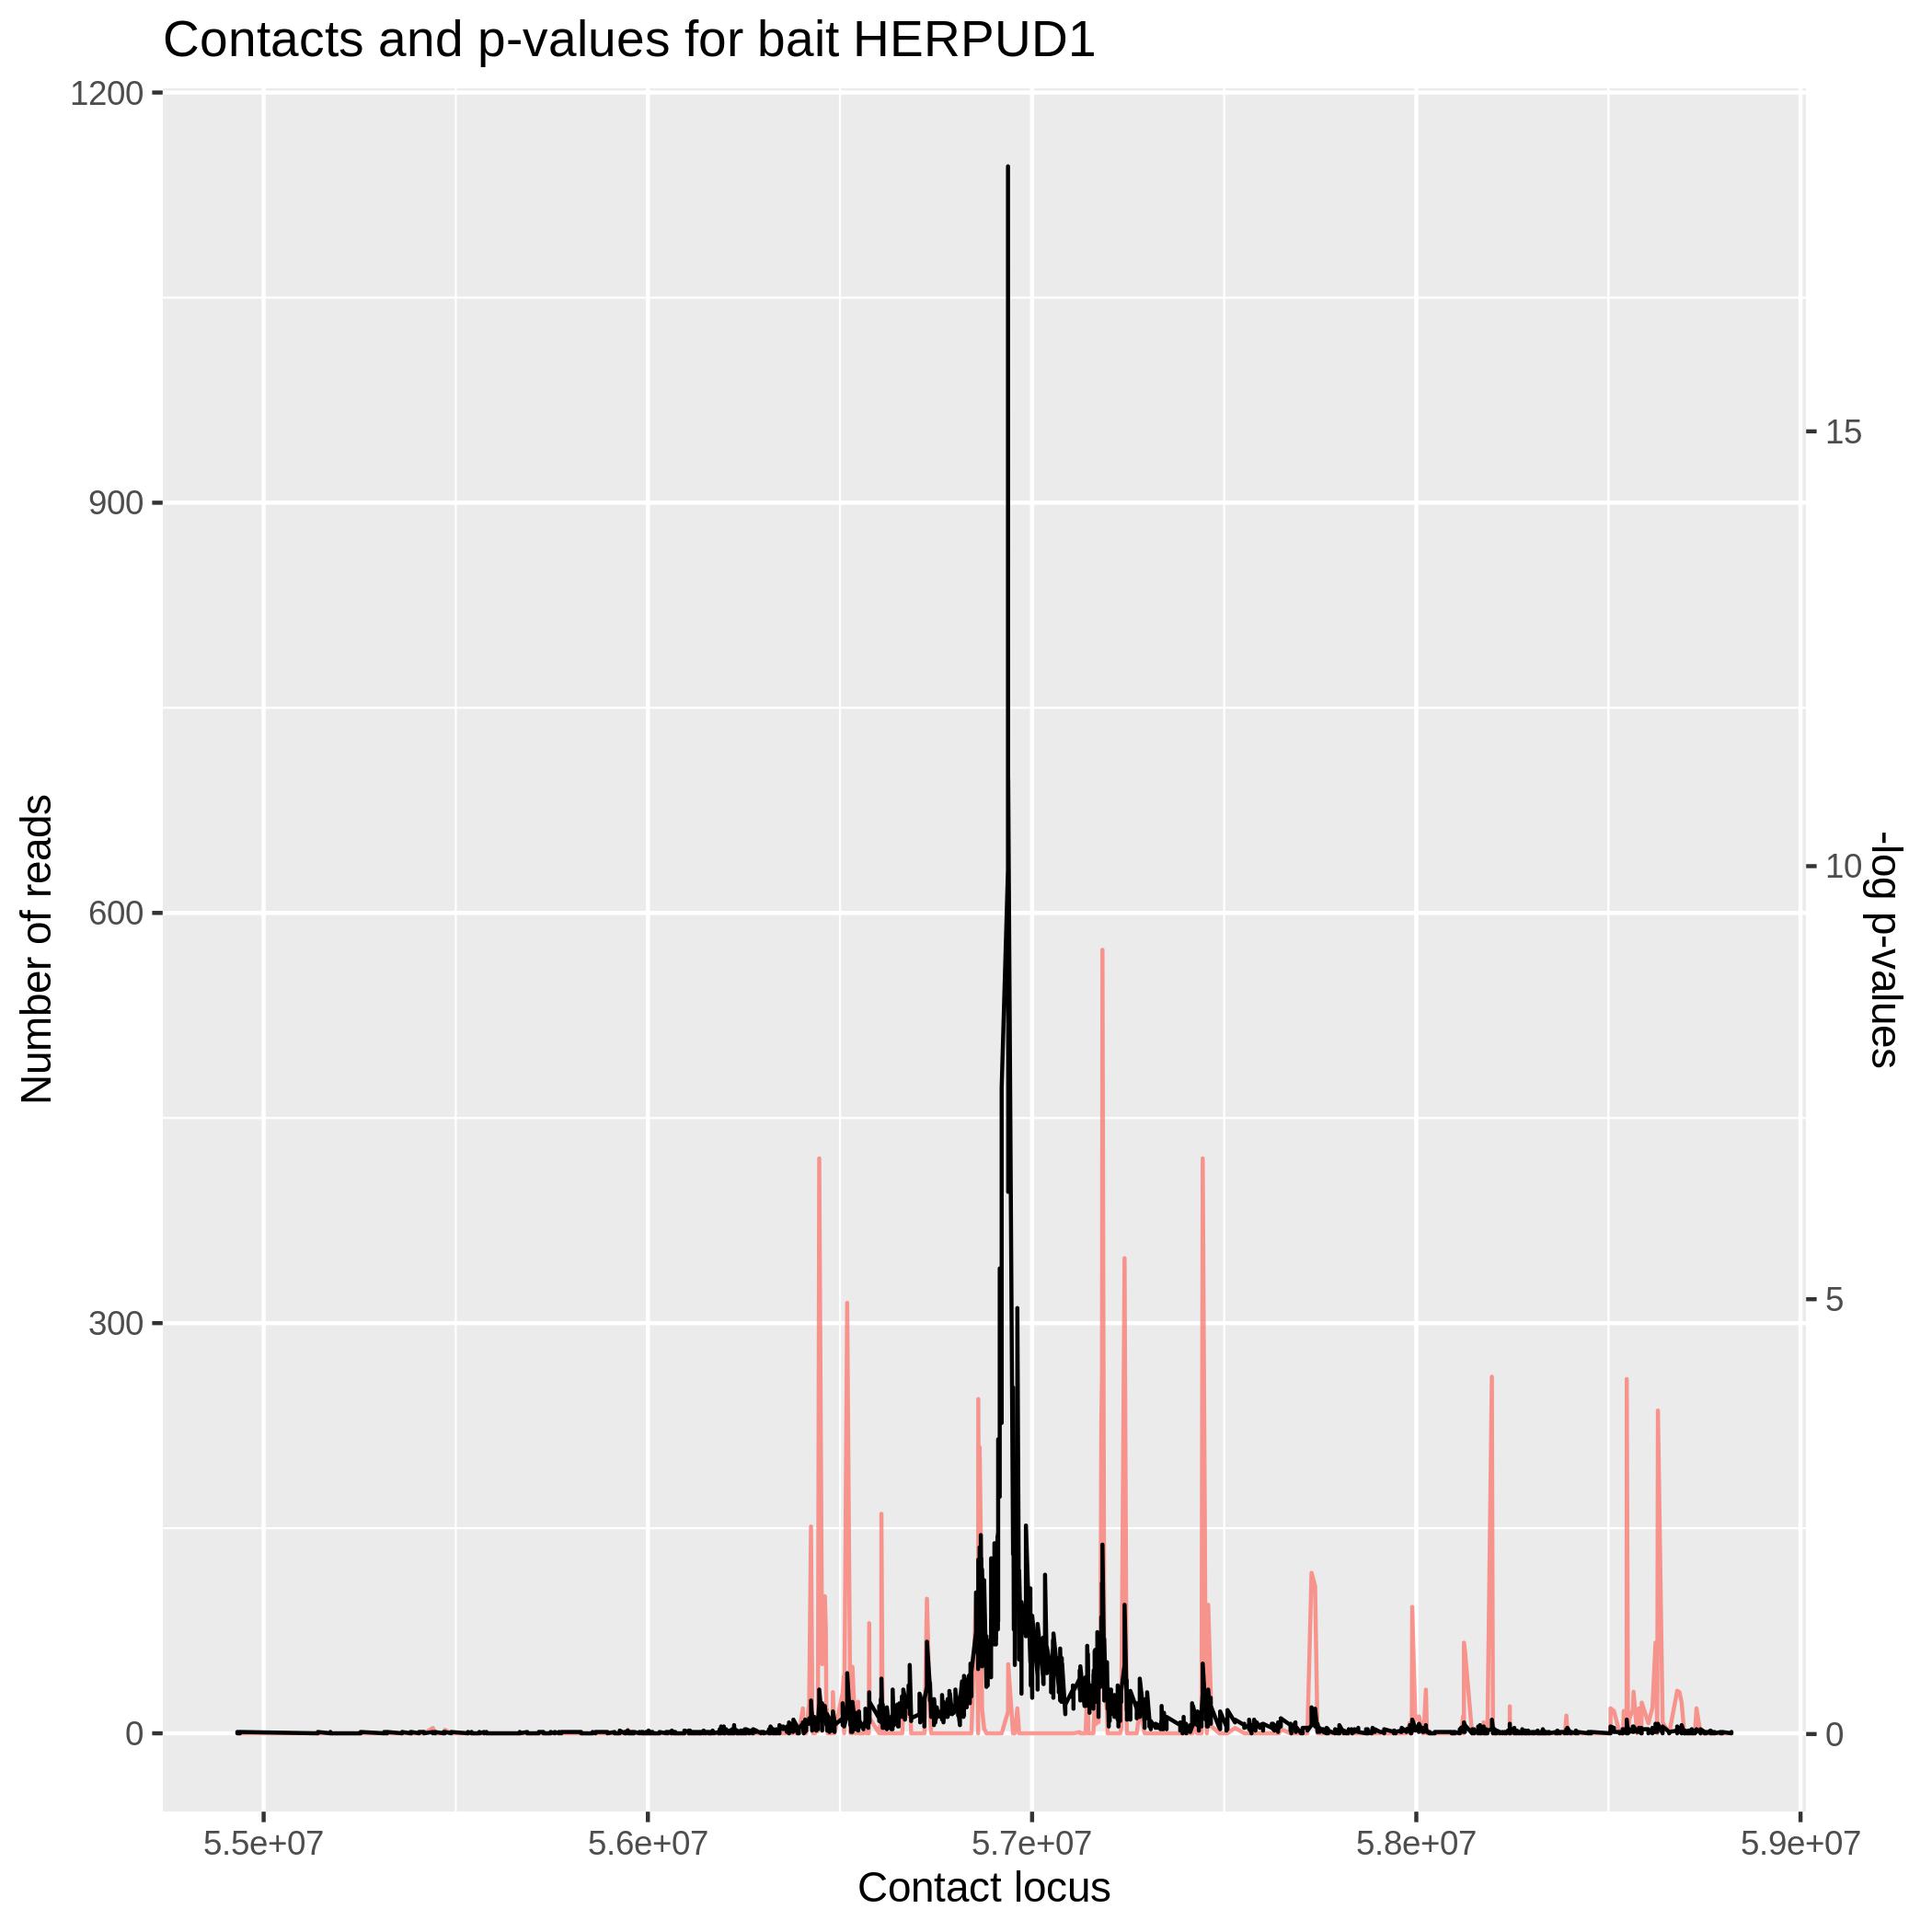 Contacts and p-values for bait HERPUD1
1200
900
600
300
0
Number of reads
15
10
5
0
-log p-values
5.5e+07
5.6e+07
5.7e+07
5.8e+07
5.9e+07
Contact locus